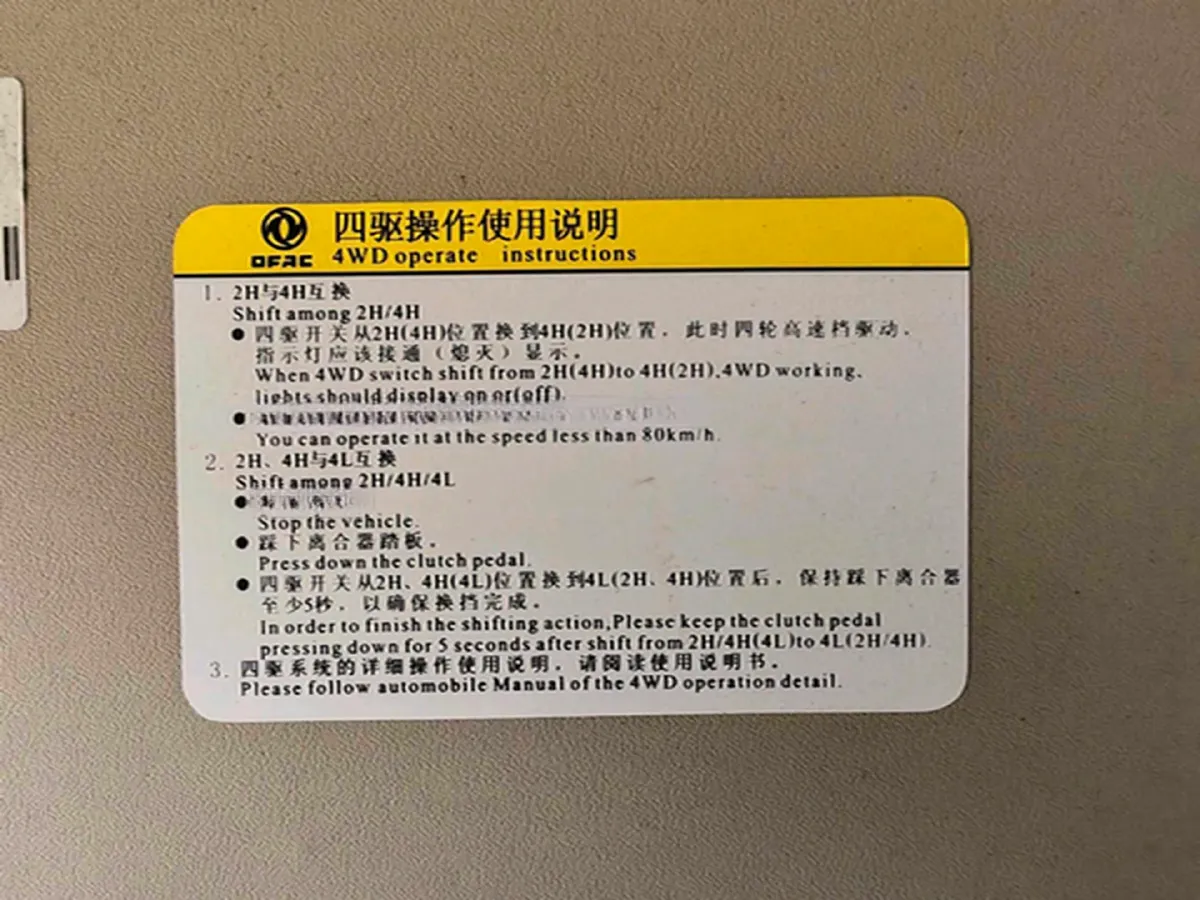 四驱操作使用说明
DFAC 4WD operate instructions
1. 2H与4H互换
Shift among 2H/4H
● 四驱开关从2H(4H)位置换到4H(2H)位置，此时四轮高速档驱动，
指示灯应该接通（熄灭）显示。
When 4WD switch shift from 2H(4H)to 4H(2H),4WD working,
lights should display on or(off).
●
You can operate it at the speed less than 80km/h.
2. 2H、4H与4L互换
Shift among 2H/4H/4L
●
Stop the vehicle.
● 踩下离合器踏板。
Press down the clutch pedal.
● 四驱开关从2H、4H(4L)位置换到4L(2H、4H)位置后，保持踩下离合器
至少5秒，以确保换挡完成。
In order to finish the shifting action,Please keep the clutch pedal
pressing down for 5 seconds after shift from 2H/4H(4L)to 4L(2H/4H).
3. 四驱系统的详细操作使用说明，请阅读使用说明书。
Please follow automobile Manual of the 4WD operation detail.